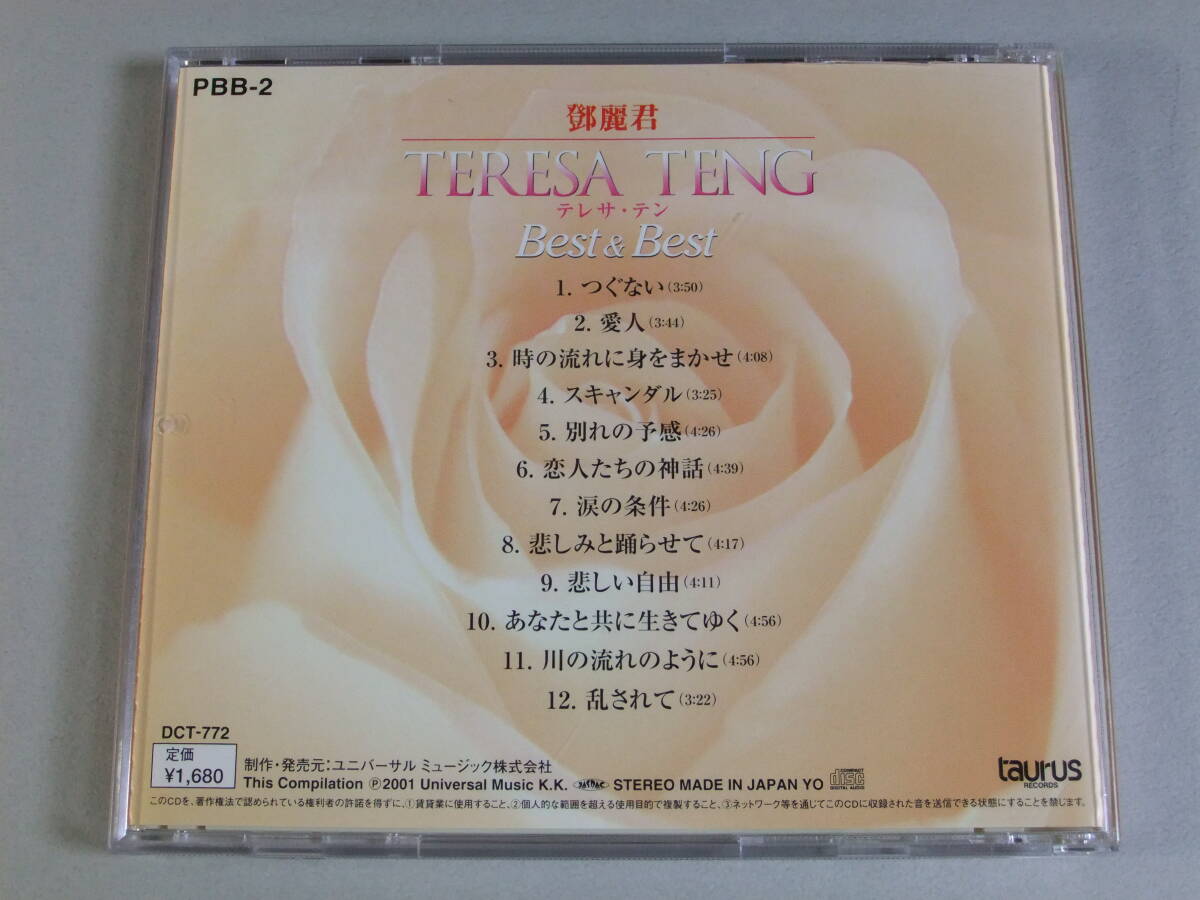 PBB-2
鄧麗君
TERESA TENG
テレサ・テン
Best & Best
1. つぐない (3:50)
2. 愛人 (3:44)
3. 時の流れに身をまかせ (4:08)
4. スキャンダル (3:25)
5. 別れの予感 (4:26)
6. 恋人たちの神話 (4:39)
7. 涙の条件 (4:26)
8. 悲しみと踊らせて (4:17)
9. 悲しい自由 (4:11)
10. あなたと共に生きてゆく (4:56)
11. 川の流れのように (4:56)
12. 乱されて (3:22)
DCT-772
定価
¥1,680
制作・発売元:ユニバーサル ミュージック株式会社
This Compilation ℗2001 Universal Music K.K. JASRAC STEREO MADE IN JAPAN YO COMPACT disc DIGITAL AUDIO
taurus
RECORDS
このCDを、著作権法で認められている権利者の許諾を得ずに、①賃貸業に使用すること、②個人的な範囲を超える使用目的で複製すること、③ネットワーク等を通じてこのCDに収録された音を送信できる状態にすることを禁じます。